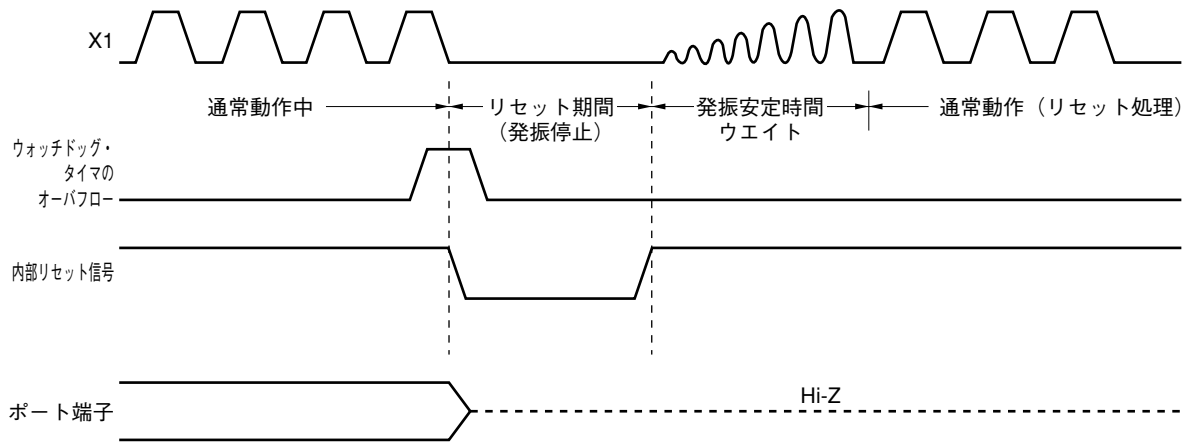 X1
通常動作中
リセット期間
(発振停止)
発振安定時間
ウエイト
通常動作(リセット処理)
ウォッチドッグ・
タイマの
オーバフロー
内部リセット信号
ポート端子
Hi-Z